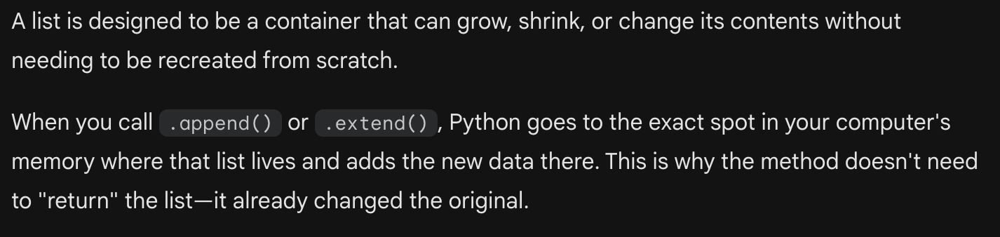 A list is designed to be a container that can grow, shrink, or change its contents without
needing to be recreated from scratch.
When you call .append() or .extend(), Python goes to the exact spot in your computer's
memory where that list lives and adds the new data there. This is why the method doesn't need
to "return" the list—it already changed the original.